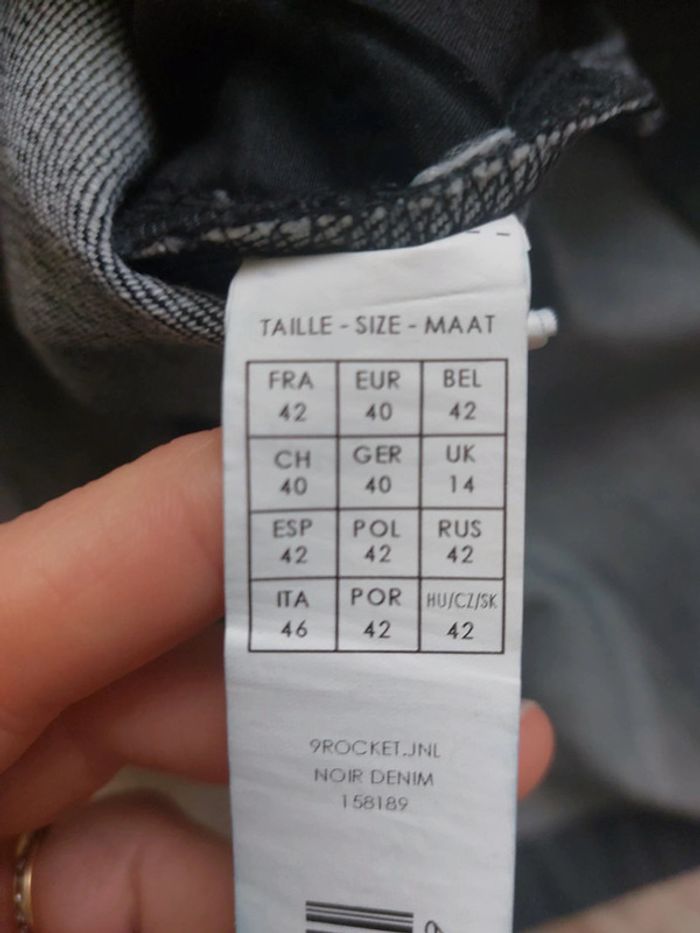 TAILLE - SIZE - MAAT
FRA EUR BEL
42 40 42
CH GER UK
40 40 14
ESP POL RUS
42 42 42
ITA POR HU/CZ/SK
46 42 42
9ROCKET.JNL
NOIR DENIM
158189